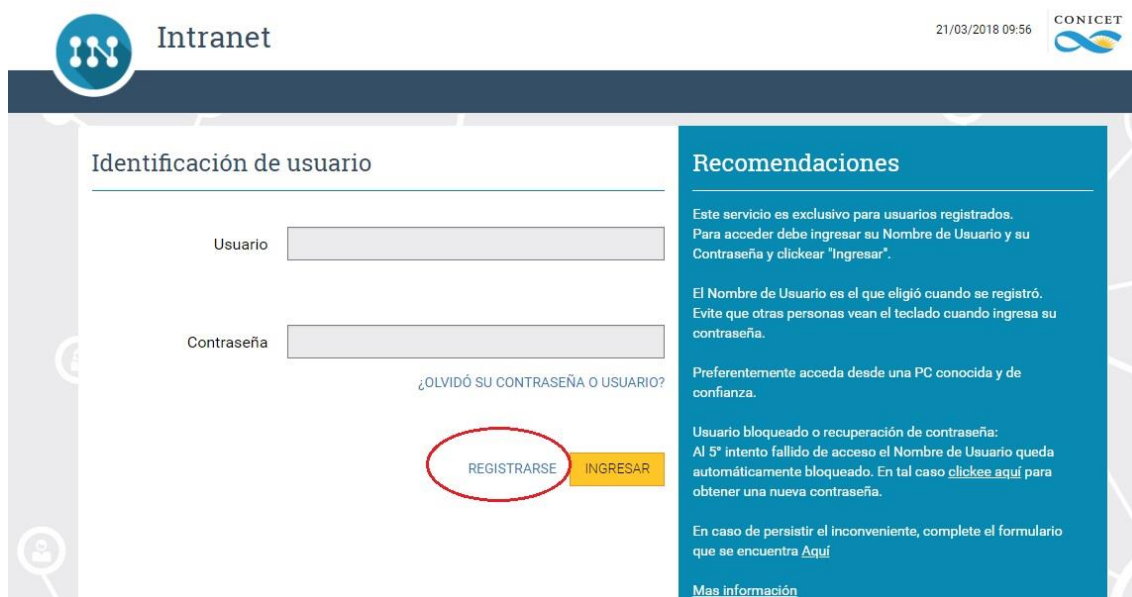 IN
Intranet
21/03/2018 09:56
CONICET
Identificación de usuario
Usuario
Contraseña
¿OLVIDÓ SU CONTRASEÑA O USUARIO?
REGISTRARSE
INGRESAR
Recomendaciones
Este servicio es exclusivo para usuarios registrados.
Para acceder debe ingresar su Nombre de Usuario y su
Contraseña y clickear "Ingresar".
El Nombre de Usuario es el que eligió cuando se registró.
Evite que otras personas vean el teclado cuando ingresa su
contraseña.
Preferentemente acceda desde una PC conocida y de
confianza.
Usuario bloqueado o recuperación de contraseña:
Al 5° intento fallido de acceso el Nombre de Usuario queda
automáticamente bloqueado. En tal caso clickee aquí para
obtener una nueva contraseña.
En caso de persistir el inconveniente, complete el formulario
que se encuentra Aquí
Mas información